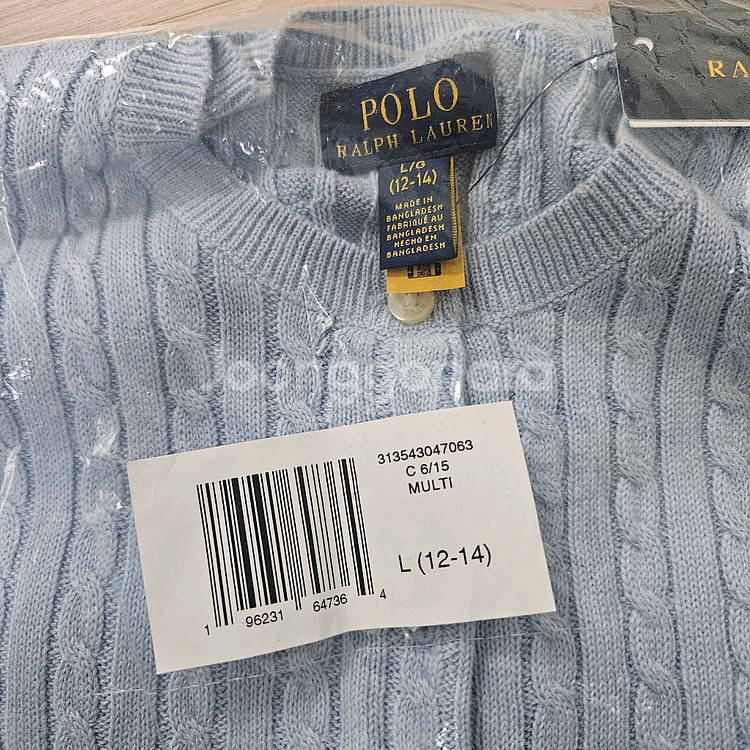 POLO
RALPH LAUREN
RA
L/G
(12-14)
MADE IN
BANGLADESH
FABRIQUÉ AU
BANGLADESH
HECHO EN
BANGLADESH
313543047063
C 6/15
MULTI
L (12-14)
1 96231 64736 4